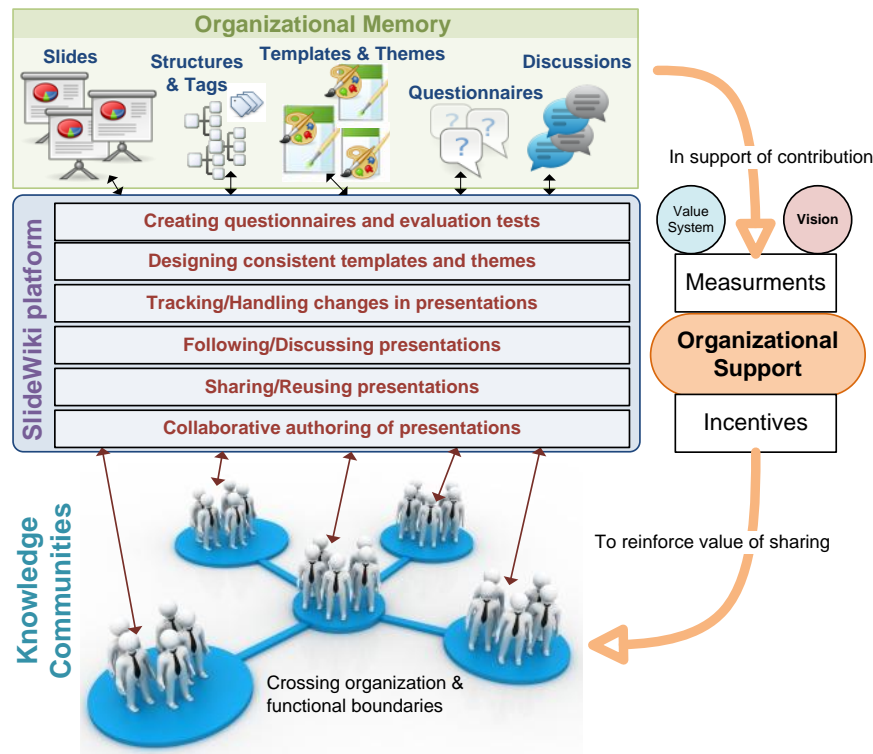 Organizational Memory
Slides
Structures
& Tags
Templates & Themes
Questionnaires
Discussions
?
?
?
In support of contribution
SlideWiki platform
Creating questionnaires and evaluation tests
Designing consistent templates and themes
Tracking/Handling changes in presentations
Following/Discussing presentations
Sharing/Reusing presentations
Collaborative authoring of presentations
Value
System
Vision
Measurments
Organizational
Support
Incentives
To reinforce value of sharing
Knowledge
Communities
Crossing organization &
functional boundaries